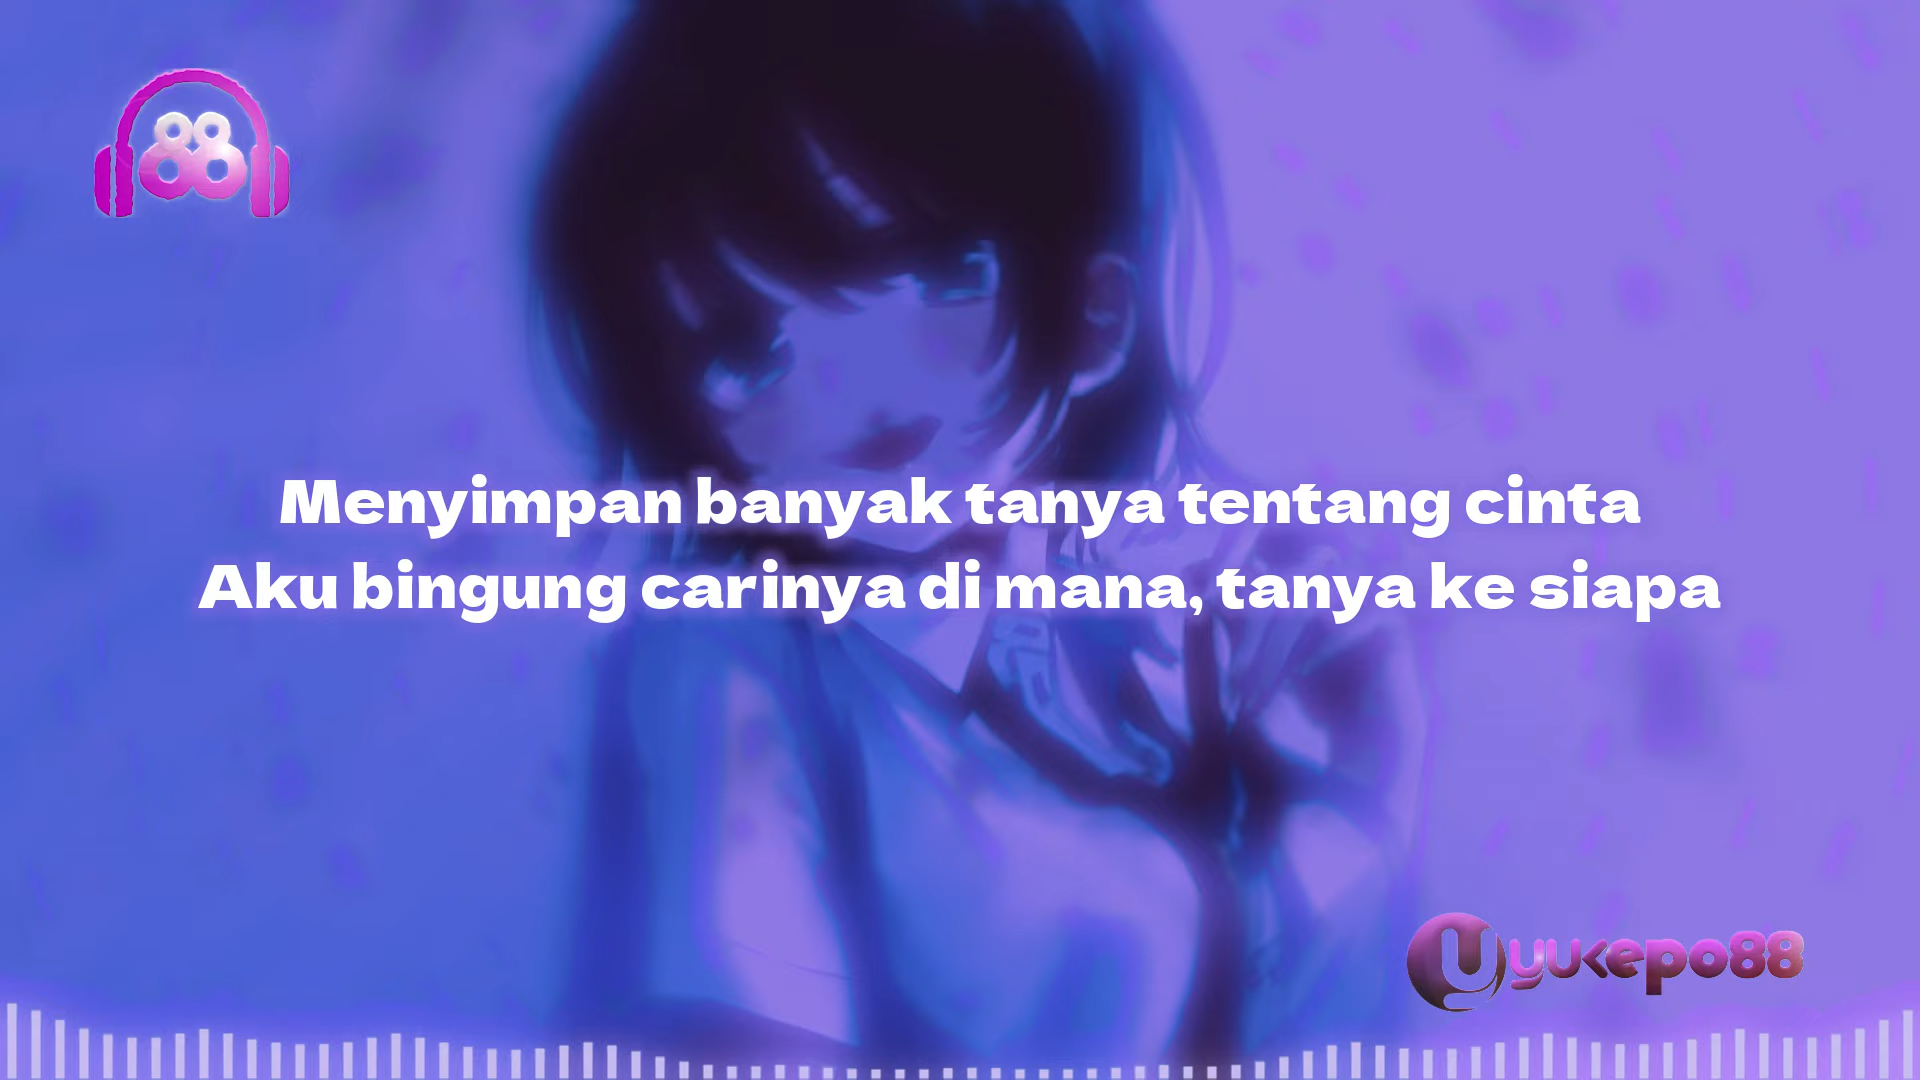 88
Menyimpan banyak tanya tentang cinta
Aku bingung carinya di mana, tanya ke siapa
yukepo88